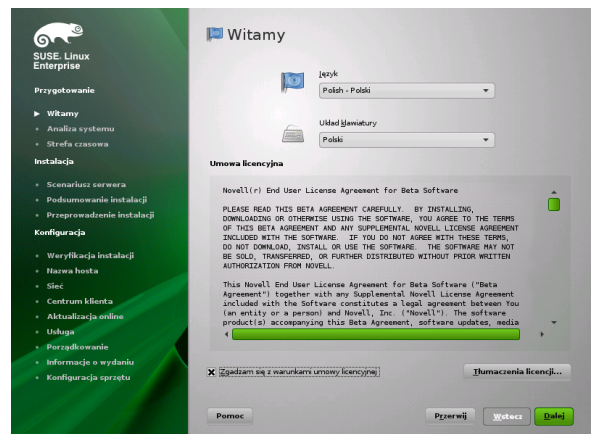 SUSE. Linux
Enterprise
Przygotowanie
Witamy
Analiza systemu
Strefa czasowa
Instalacja
Scenariusz serwera
Podsumowanie instalacji
Przeprowadzenie instalacji
Konfiguracja
Weryfikacja instalacji
Nazwa hosta
Sieć
Centrum klienta
Aktualizacja online
Usługa
Porządkowanie
Informacje o wydaniu
Konfiguracja sprzętu
Witamy
Język
Polish - Polski
Układ klawiatury
Polski
Umowa licencyjna
Novell(r) End User License Agreement for Beta Software
PLEASE READ THIS BETA AGREEMENT CAREFULLY. BY INSTALLING,
DOWNLOADING OR OTHERWISE USING THE SOFTWARE, YOU AGREE TO THE TERMS
OF THIS BETA AGREEMENT AND ANY SUPPLEMENTAL NOVELL LICENSE AGREEMENT
INCLUDED WITH THE SOFTWARE. IF YOU DO NOT AGREE WITH THESE TERMS,
DO NOT DOWNLOAD, INSTALL OR USE THE SOFTWARE. THE SOFTWARE MAY NOT
BE SOLD, TRANSFERRED, OR FURTHER DISTRIBUTED WITHOUT PRIOR WRITTEN
AUTHORIZATION FROM NOVELL.
This Novell End User License Agreement for Beta Software ("Beta
Agreement") together with any Supplemental Novell License Agreement
included with the Software constitutes a legal agreement between You
(an entity or a person) and Novell, Inc. ("Novell"). The software
product(s) accompanying this Beta Agreement, software updates, media
Zgadzam się z warunkami umowy licencyjnej
Tłumaczenia licencji...
Pomoc
Przerwij
Wstecz
Dalej